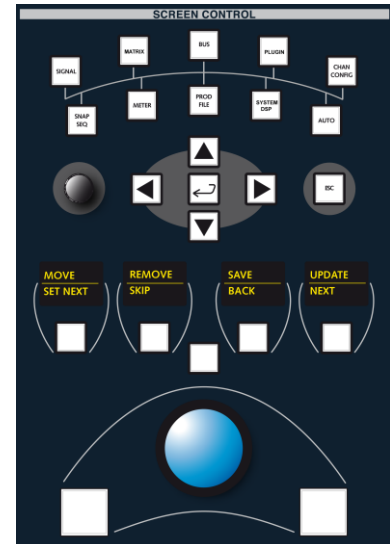 SCREEN CONTROL
BUS
MATRIX
PLUGIN
SIGNAL
CHAN
CONFIG
SNAP
SEQ
METER
PROD
FILE
SYSTEM
DSP
AUTO
ISC
MOVE
SET NEXT
REMOVE
SKIP
SAVE
BACK
UPDATE
NEXT